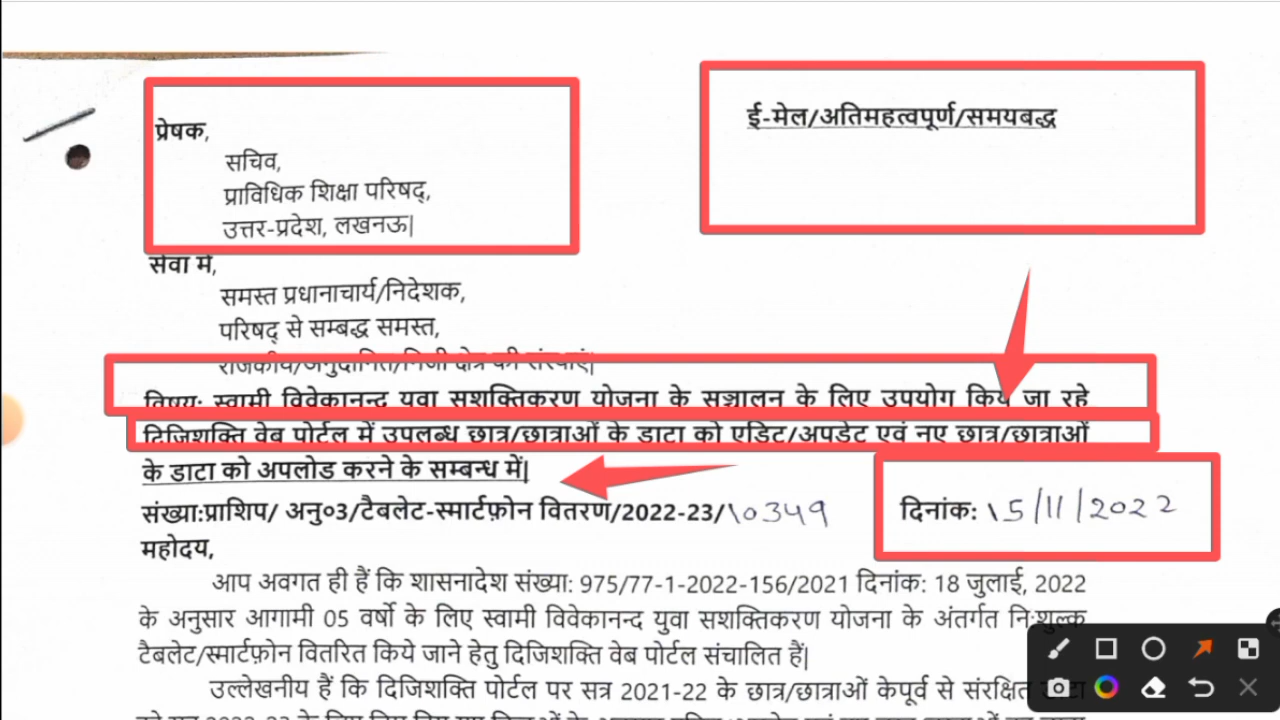 प्रेषक,
ई-मेल/अतिमहत्वपूर्ण/समयबद्ध
सचिव,
प्राविधिक शिक्षा परिषद्,
उत्तर-प्रदेश, लखनऊ|
सेवा में,
समस्त प्रधानाचार्य/निदेशक,
परिषद् से सम्बद्ध समस्त,
राजकीय/अनुदानित/निजी क्षेत्र की संस्थाएं|
विषय: स्वामी विवेकानन्द युवा सशक्तिकरण योजना के सञ्चालन के लिए उपयोग किये जा रहे
दिजिशक्ति वेब पोर्टल में उपलब्ध छात्र/छात्राओं के डाटा को एडिट/अपडेट एवं नए छात्र/छात्राओं
के डाटा को अपलोड करने के सम्बन्ध में|
संख्या:प्राशिप/ अनु०3/टैबलेट-स्मार्टफ़ोन वितरण/2022-23/10349 दिनांक: 15/11/2022
महोदय,
आप अवगत ही हैं कि शासनादेश संख्या: 975/77-1-2022-156/2021 दिनांक: 18 जुलाई, 2022
के अनुसार आगामी 05 वर्षो के लिए स्वामी विवेकानन्द युवा सशक्तिकरण योजना के अंतर्गत नि:शुल्क
टैबलेट/स्मार्टफ़ोन वितरित किये जाने हेतु दिजिशक्ति वेब पोर्टल संचालित हैं|
उल्लेखनीय हैं कि दिजिशक्ति पोर्टल पर सत्र 2021-22 के छात्र/छात्राओं केपूर्व से संरक्षित